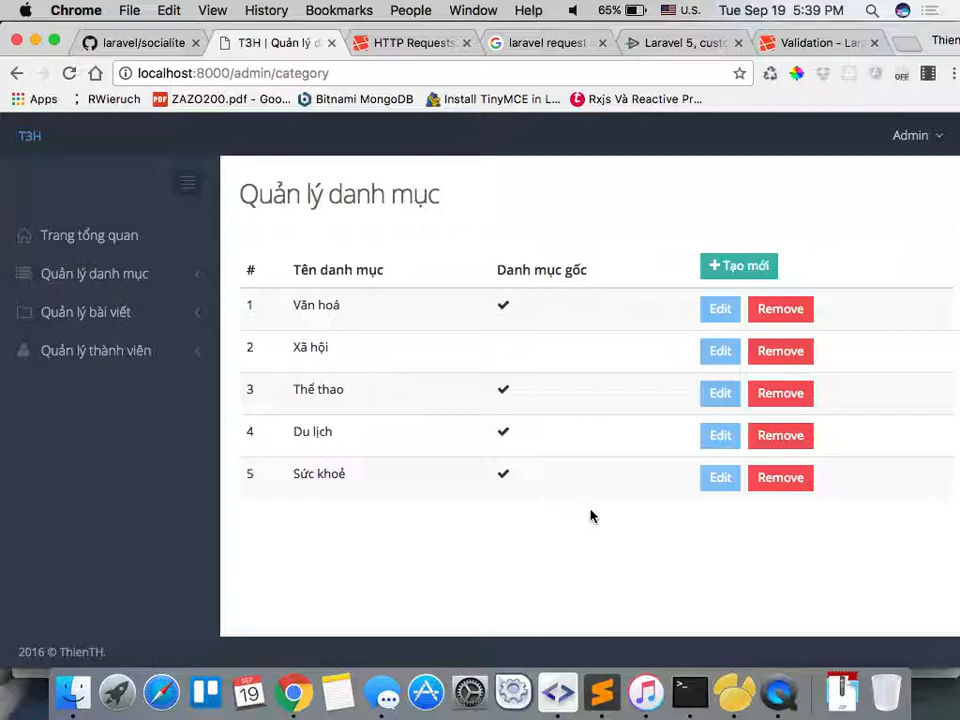 Chrome File Edit View History Bookmarks People Window Help 65% U.S. Tue Sep 19 5:39 PM
laravel/socialite T3H | Quản lý d HTTP Requests laravel request Laravel 5, cust Validation - Lar Thien
localhost:8000/admin/category OFF
Apps RWieruch PDF ZAZO200.pdf - Goo... Bitnami MongoDB Install TinyMCE in L... Rxjs Và Reactive Pr...
T3H Admin
Quản lý danh mục
Trang tổng quan
Quản lý danh mục
Quản lý bài viết
Quản lý thành viên
# Tên danh mục Danh mục gốc Tạo mới
1 Văn hoá Edit Remove
2 Xã hội Edit Remove
3 Thể thao Edit Remove
4 Du lịch Edit Remove
5 Sức khoẻ Edit Remove
2016 © ThienTH.
SEP
19